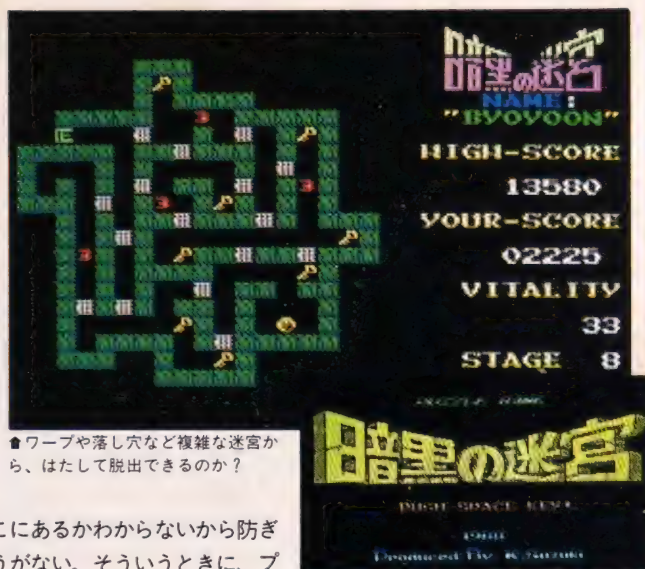 暗黒の迷宮
NAME:
"BYOYOON"
HIGH-SCORE
13580
YOUR-SCORE
02225
VITALITY
33
STAGE 8
⬆ワープや落し穴など複雑な迷宮か
ら、はたして脱出できるのか？
こにあるかわからないから防ぎ
うがない。そういうときに、プ
暗黒の迷宮
PUSH SPACE KEY!
Produced By K.Suzuki